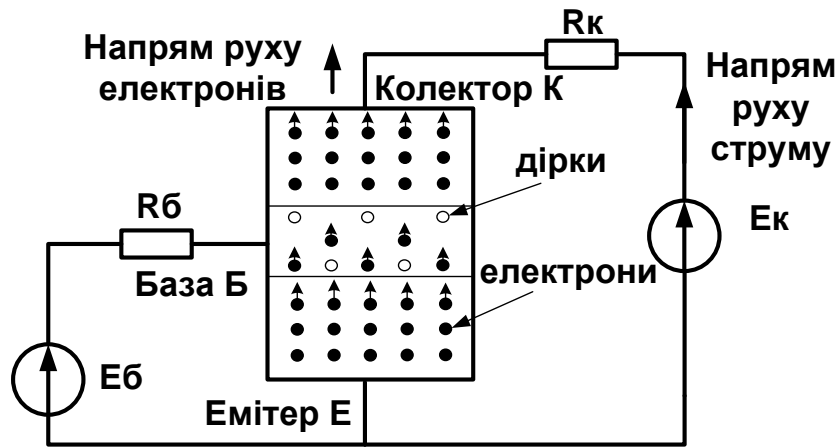 Rк
Напрям руху
електронів
Колектор К
Напрям
руху
струму
дірки
Rб
Ек
База Б
електрони
Еб
Емітер Е